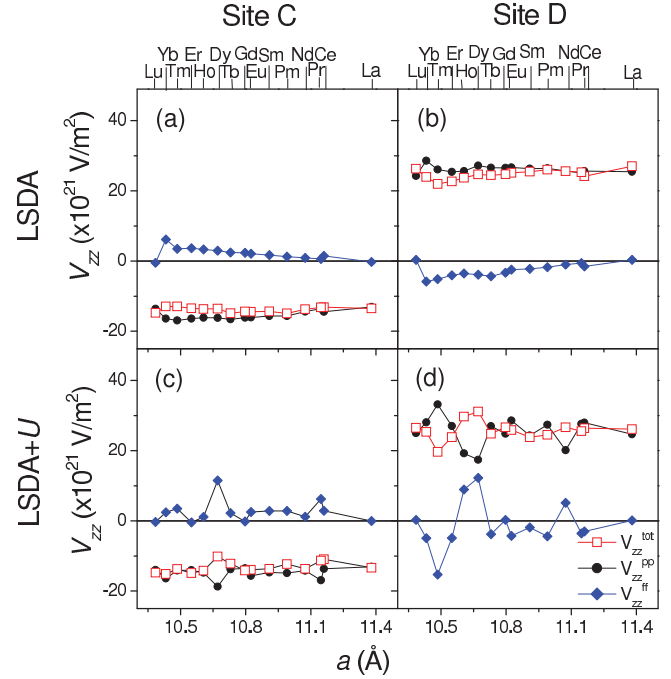 Site C Site D
Yb Er Dy Gd Sm Nd Ce Yb Er Dy Gd Sm Nd Ce
Lu Tm Ho Tb Eu Pm Pr La Lu Tm Ho Tb Eu Pm Pr La
(a) (b)
40
20
0
-20
LSDA
V_zz (x10^21 V/m^2)
(c) (d)
40
20
0
-20
LSDA+U
V_zz (x10^21 V/m^2)
V_zz^tot
V_zz^pp
V_zz^ff
10.5 10.8 11.1 11.4 10.5 10.8 11.1 11.4
a (Å)